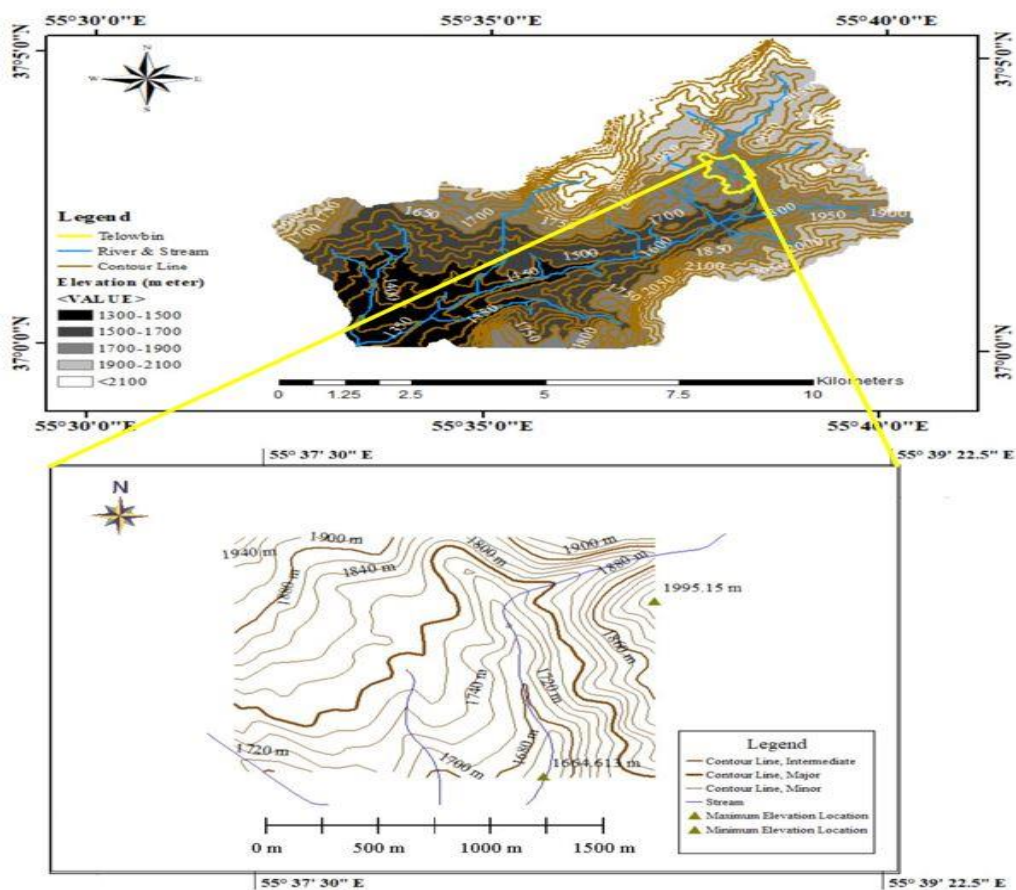 55° 30'0"E 55°35'0"E 55°40'0"E
37°5'0"N 37°5'0"N
N
W E
S
Legend
Telowbin
River & Stream
Contour Line
Elevation (meter)
<VALUE>
1300-1500
1500-1700
1700-1900
1900-2100
<2100
1650
1700
1700
1950 1900
1500
1600
1850
2100
2050
1350
1750
1800
37°0'0"N 37°0'0"N
Kilometers
0 1.25 2.5 5 7.5 10
55°30'0"E 55°35'0"E 55°40'0"E
55° 37' 30" E 55° 39' 22.5" E
N
1900 m 1800 m 1900 m
1940 m 1880 m
1880 m 1840 m
1995.15 m
1860 m
1740 m 1720 m
1720 m 1700 m 1680 m 1664.613 m
Legend
Contour Line, Intermediate
Contour Line, Major
Contour Line, Minor
Stream
Maximum Elevation Location
Minimum Elevation Location
0 m 500 m 1000 m 1500 m
55° 37' 30" E 55° 39' 22.5" E